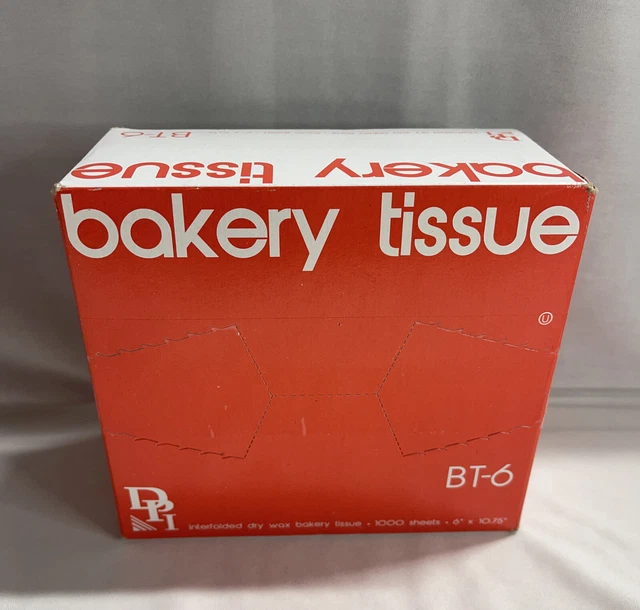 BT-6
bakery tissue
bakery tissue
U
BT-6
DPI
interfolded dry wax bakery tissue • 1000 sheets • 6" x 10.75"